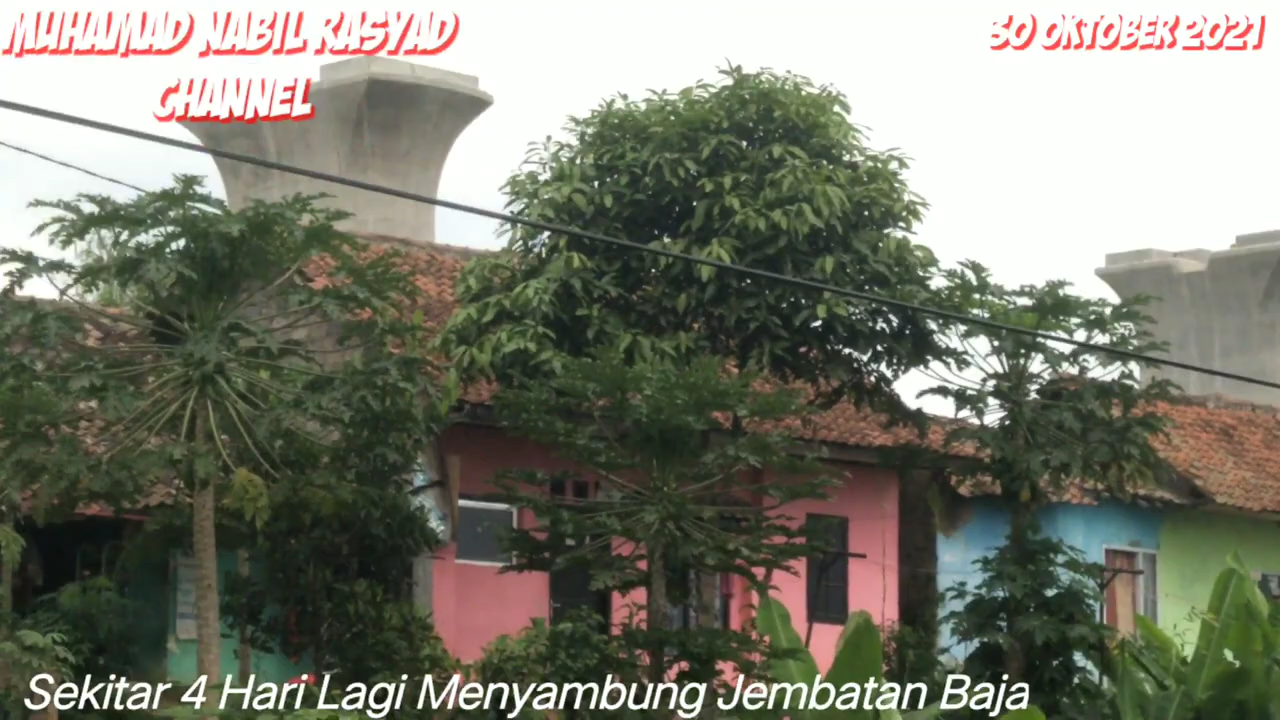 MUHAMAD NABIL RASYAD
CHANNEL
30 OKTOBER 2021
Sekitar 4 Hari Lagi Menyambung Jembatan Baja